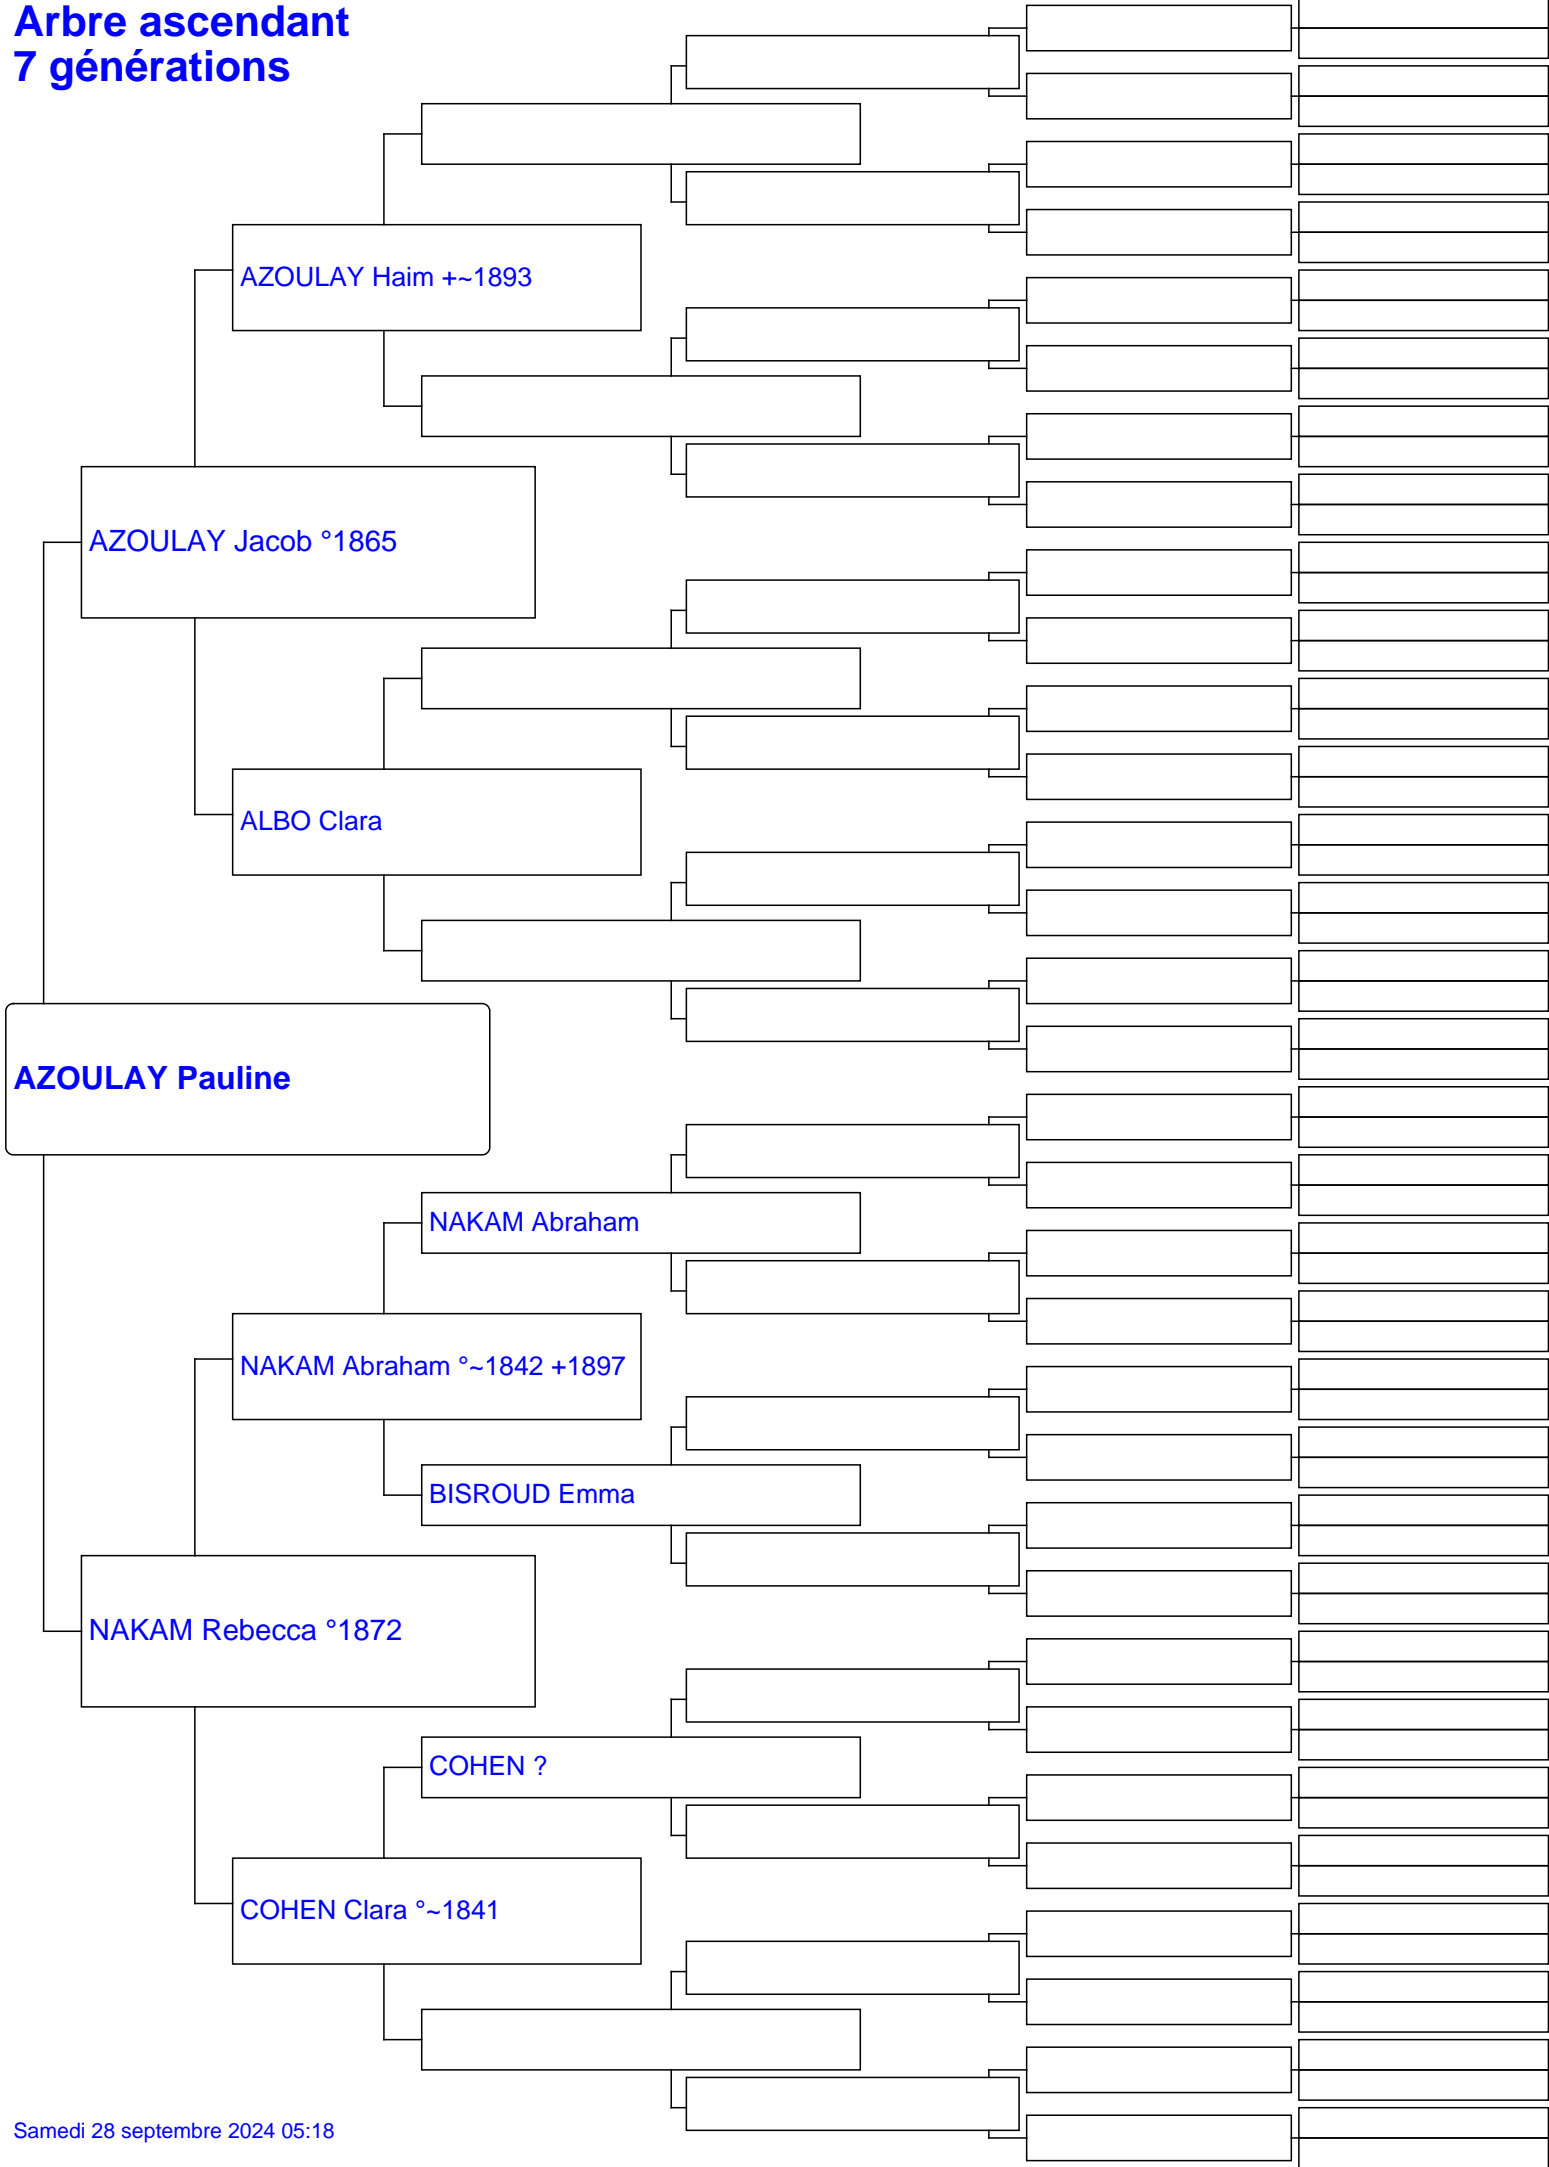 Arbre ascendant
7 générations
AZOULAY Haim +~1893
AZOULAY Jacob °1865
ALBO Clara
AZOULAY Pauline
NAKAM Abraham
NAKAM Abraham °~1842 +1897
BISROUD Emma
NAKAM Rebecca °1872
COHEN ?
COHEN Clara °~1841
Samedi 28 septembre 2024 05:18